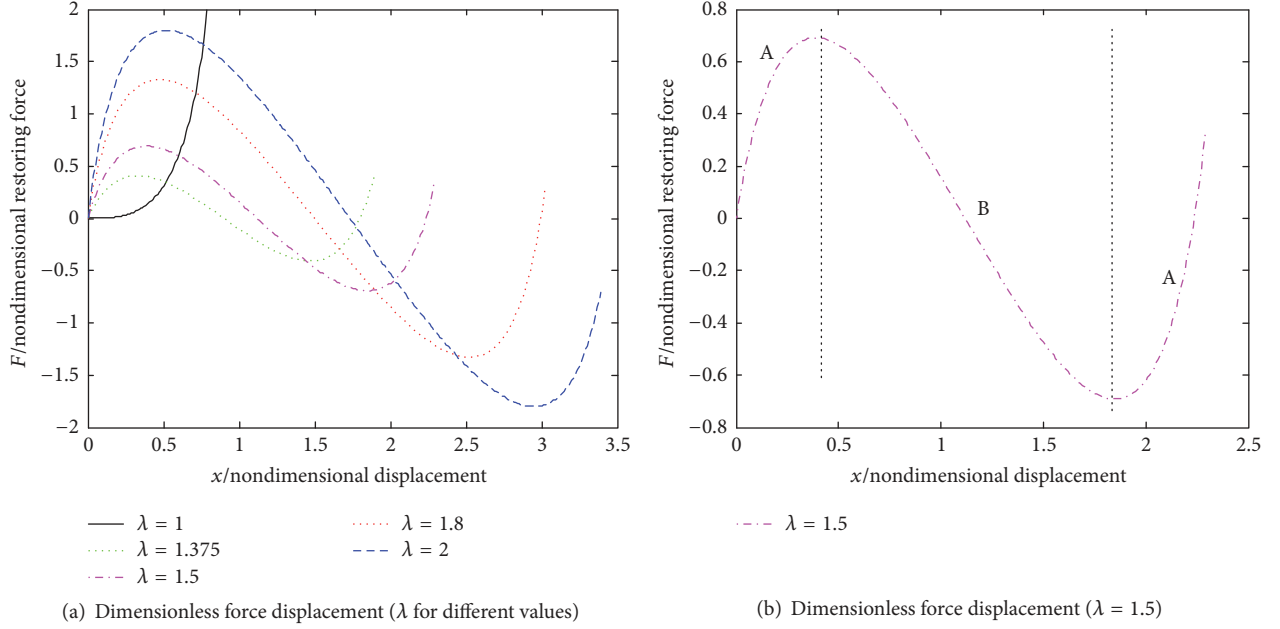 2
1.5
1
0.5
0
−0.5
−1
−1.5
−2
F/nondimensional restoring force
0 0.5 1 1.5 2 2.5 3 3.5
x/nondimensional displacement
λ = 1
λ = 1.375
λ = 1.5
λ = 1.8
λ = 2
(a) Dimensionless force displacement (λ for different values)
0.8
0.6
0.4
0.2
0
−0.2
−0.4
−0.6
−0.8
F/nondimensional restoring force
A
B
A
0 0.5 1 1.5 2 2.5
x/nondimensional displacement
λ = 1.5
(b) Dimensionless force displacement (λ = 1.5)